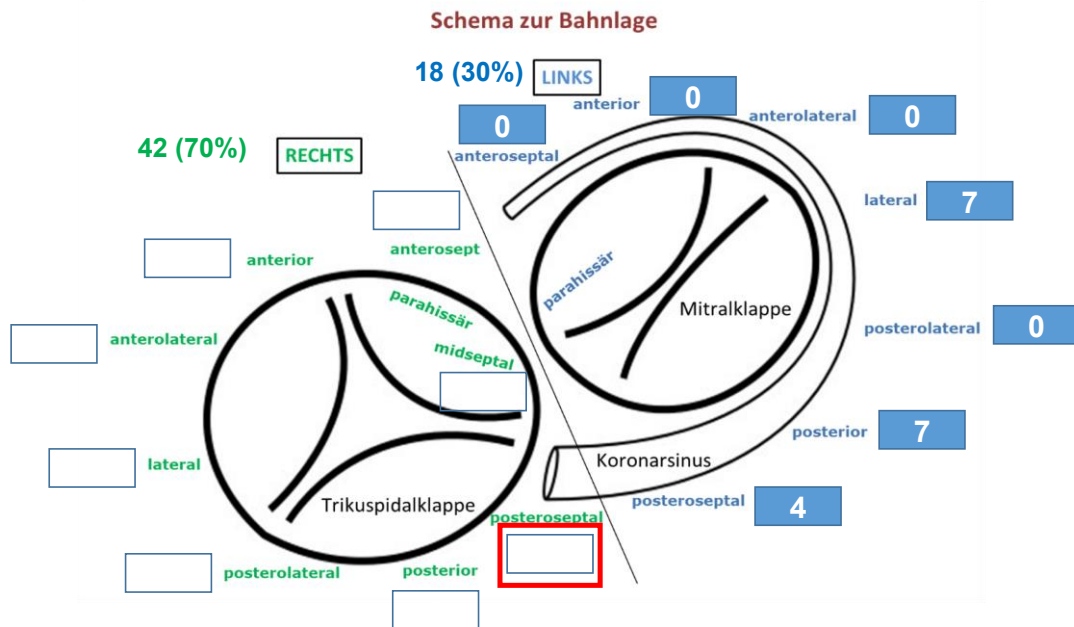 Schema zur Bahnlage
18 (30%) LINKS
anterior 0
anterolateral 0
0
anteroseptal
42 (70%) RECHTS
lateral 7
anterosept
anterior
parahissär
parahissär
Mitralklappe
posterolateral 0
anterolateral
midseptal
posterior 7
Koronarsinus
lateral
posteroseptal 4
Trikuspidalklappe
posteroseptal
posterolateral
posterior